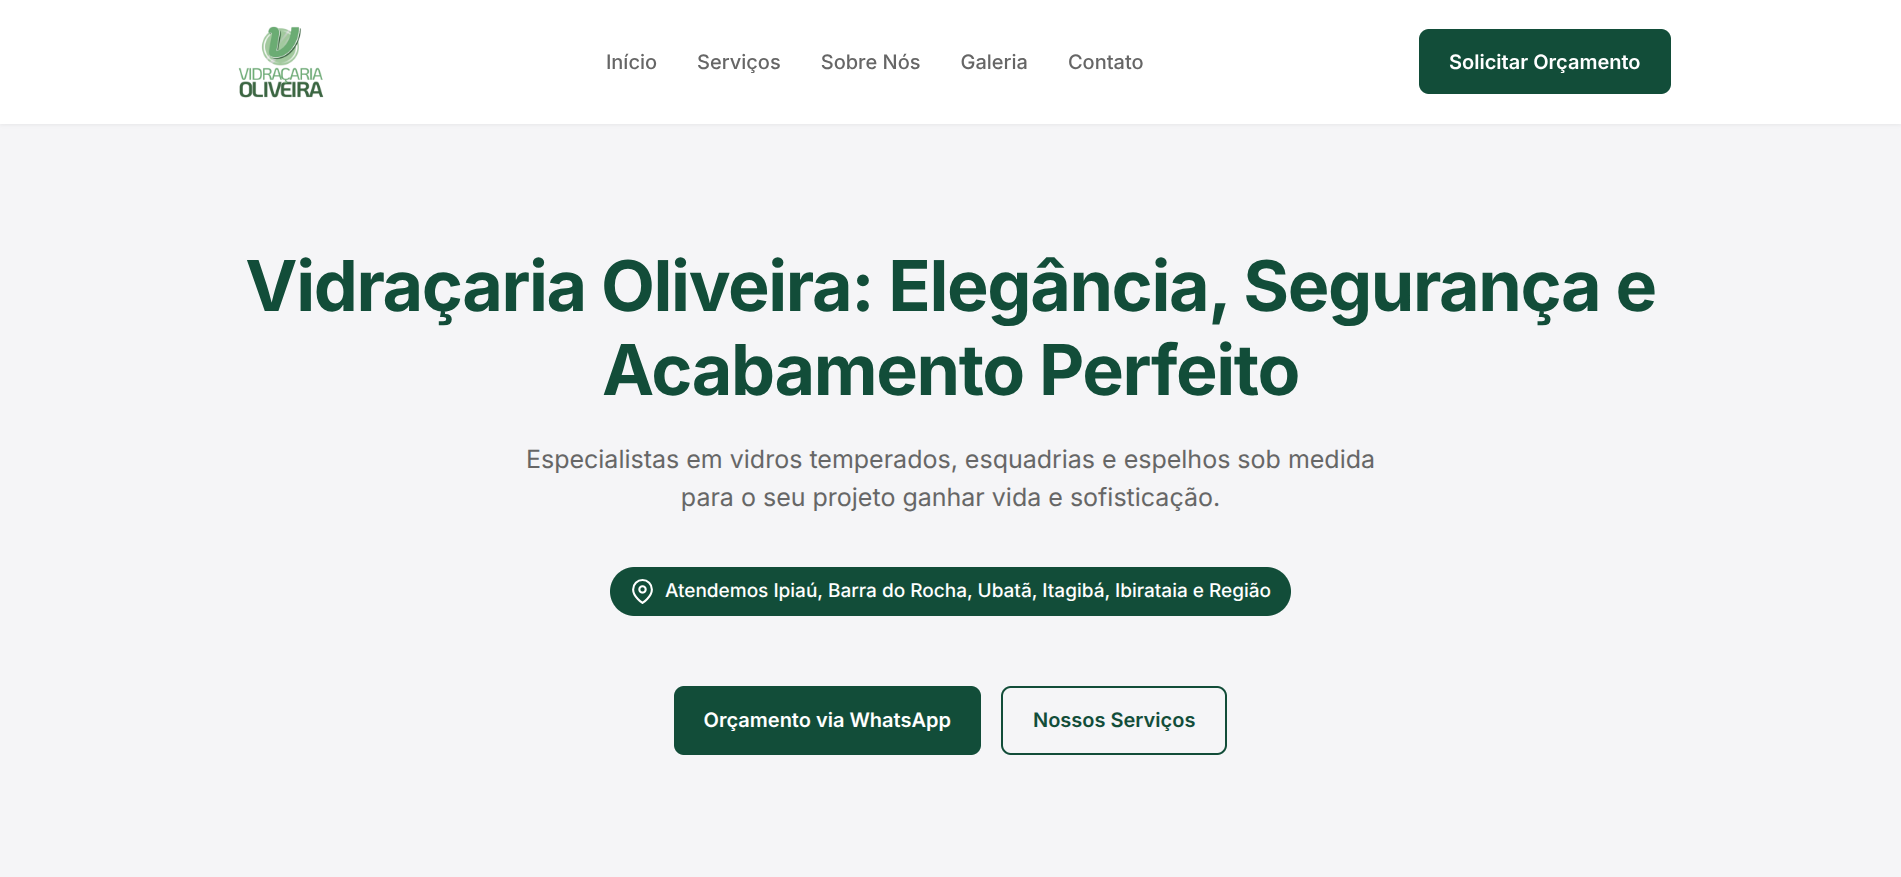 VIDRAÇARIA
OLIVEIRA
Início
Serviços
Sobre Nós
Galeria
Contato
Solicitar Orçamento
Vidraçaria Oliveira: Elegância, Segurança e
Acabamento Perfeito
Especialistas em vidros temperados, esquadrias e espelhos sob medida
para o seu projeto ganhar vida e sofisticação.
Atendemos Ipiaú, Barra do Rocha, Ubatã, Itagibá, Ibirataia e Região
Orçamento via WhatsApp
Nossos Serviços